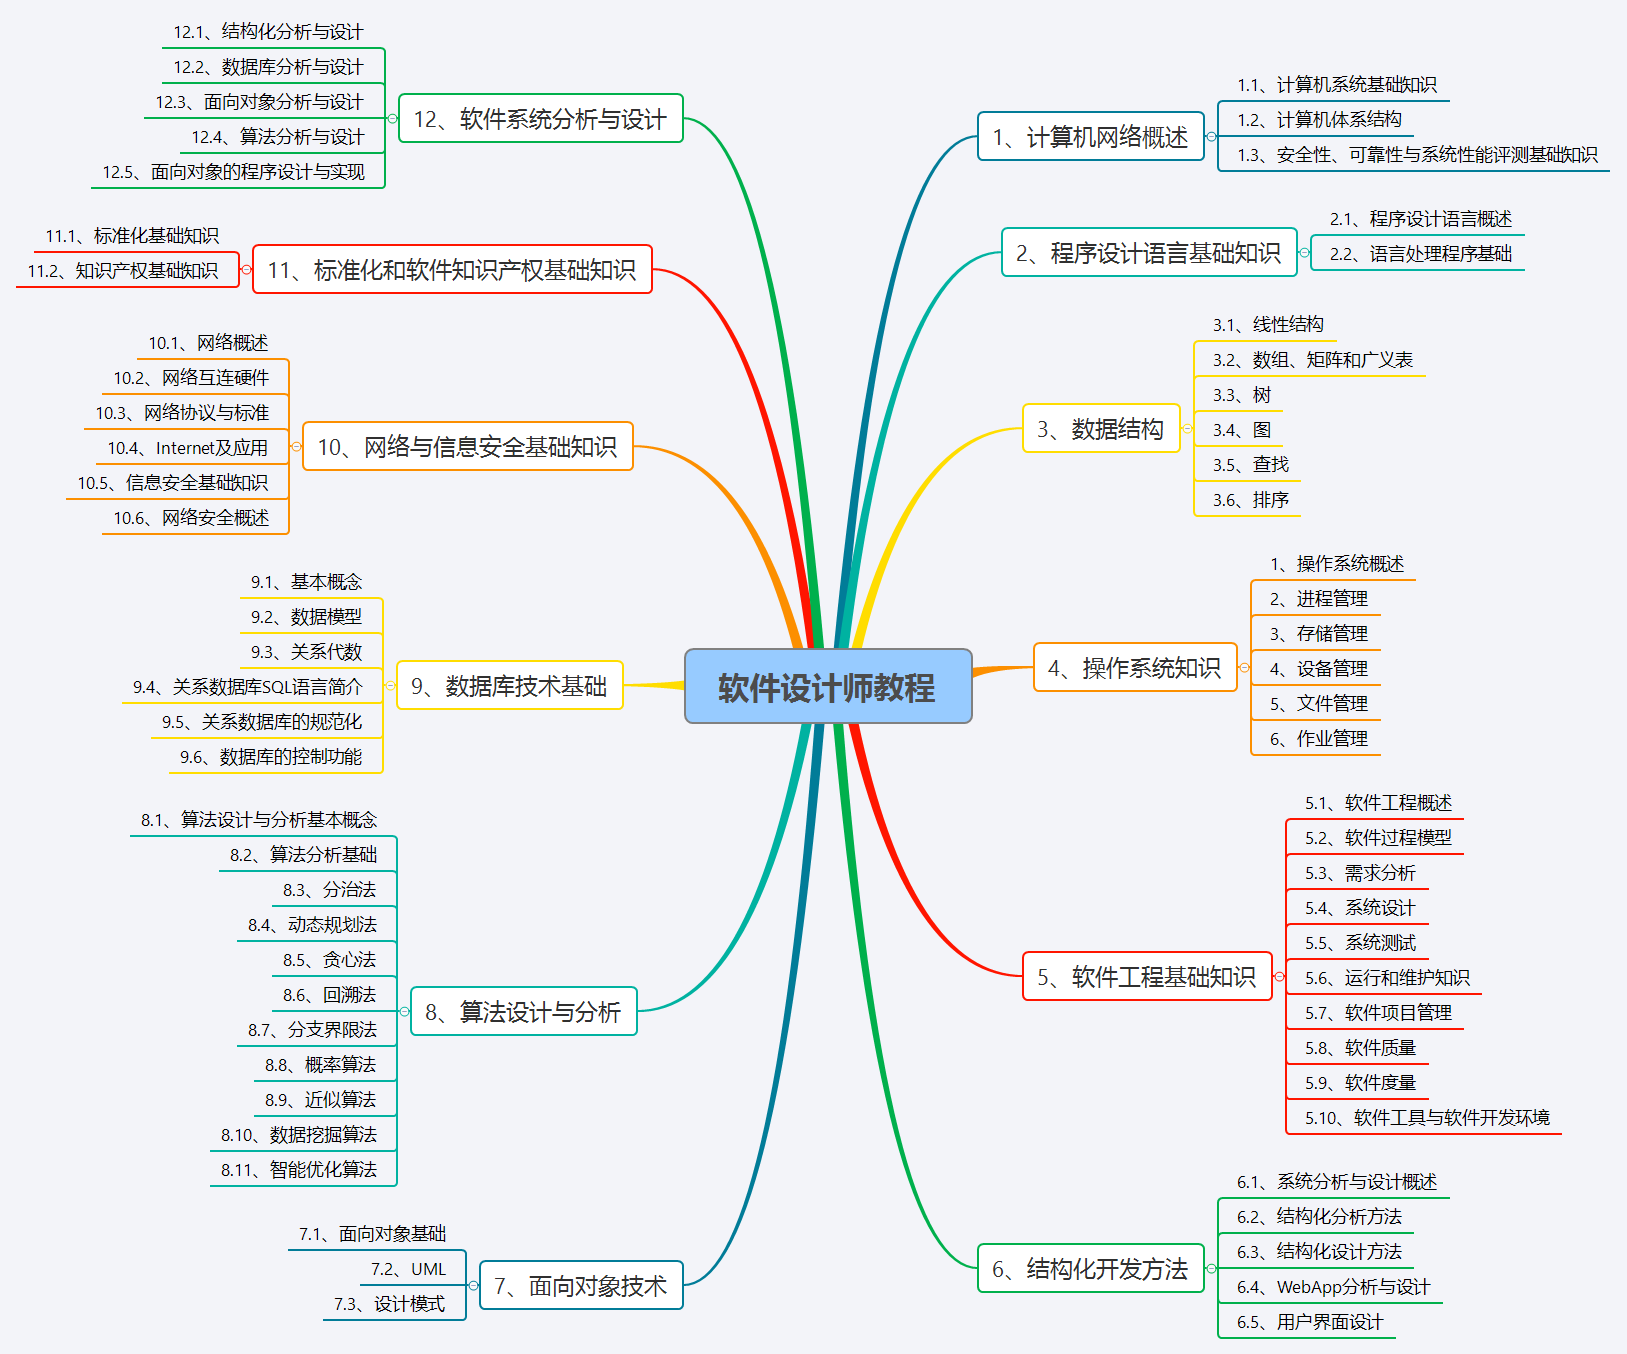 软件设计师教程
1、计算机网络概述
1.1、计算机系统基础知识
1.2、计算机体系结构
1.3、安全性、可靠性与系统性能评测基础知识
2、程序设计语言基础知识
2.1、程序设计语言概述
2.2、语言处理程序基础
3、数据结构
3.1、线性结构
3.2、数组、矩阵和广义表
3.3、树
3.4、图
3.5、查找
3.6、排序
4、操作系统知识
1、操作系统概述
2、进程管理
3、存储管理
4、设备管理
5、文件管理
6、作业管理
5、软件工程基础知识
5.1、软件工程概述
5.2、软件过程模型
5.3、需求分析
5.4、系统设计
5.5、系统测试
5.6、运行和维护知识
5.7、软件项目管理
5.8、软件质量
5.9、软件度量
5.10、软件工具与软件开发环境
6、结构化开发方法
6.1、系统分析与设计概述
6.2、结构化分析方法
6.3、结构化设计方法
6.4、WebApp分析与设计
6.5、用户界面设计
7、面向对象技术
7.1、面向对象基础
7.2、UML
7.3、设计模式
8、算法设计与分析
8.1、算法设计与分析基本概念
8.2、算法分析基础
8.3、分治法
8.4、动态规划法
8.5、贪心法
8.6、回溯法
8.7、分支界限法
8.8、概率算法
8.9、近似算法
8.10、数据挖掘算法
8.11、智能优化算法
9、数据库技术基础
9.1、基本概念
9.2、数据模型
9.3、关系代数
9.4、关系数据库SQL语言简介
9.5、关系数据库的规范化
9.6、数据库的控制功能
10、网络与信息安全基础知识
10.1、网络概述
10.2、网络互连硬件
10.3、网络协议与标准
10.4、Internet及应用
10.5、信息安全基础知识
10.6、网络安全概述
11、标准化和软件知识产权基础知识
11.1、标准化基础知识
11.2、知识产权基础知识
12、软件系统分析与设计
12.1、结构化分析与设计
12.2、数据库分析与设计
12.3、面向对象分析与设计
12.4、算法分析与设计
12.5、面向对象的程序设计与实现